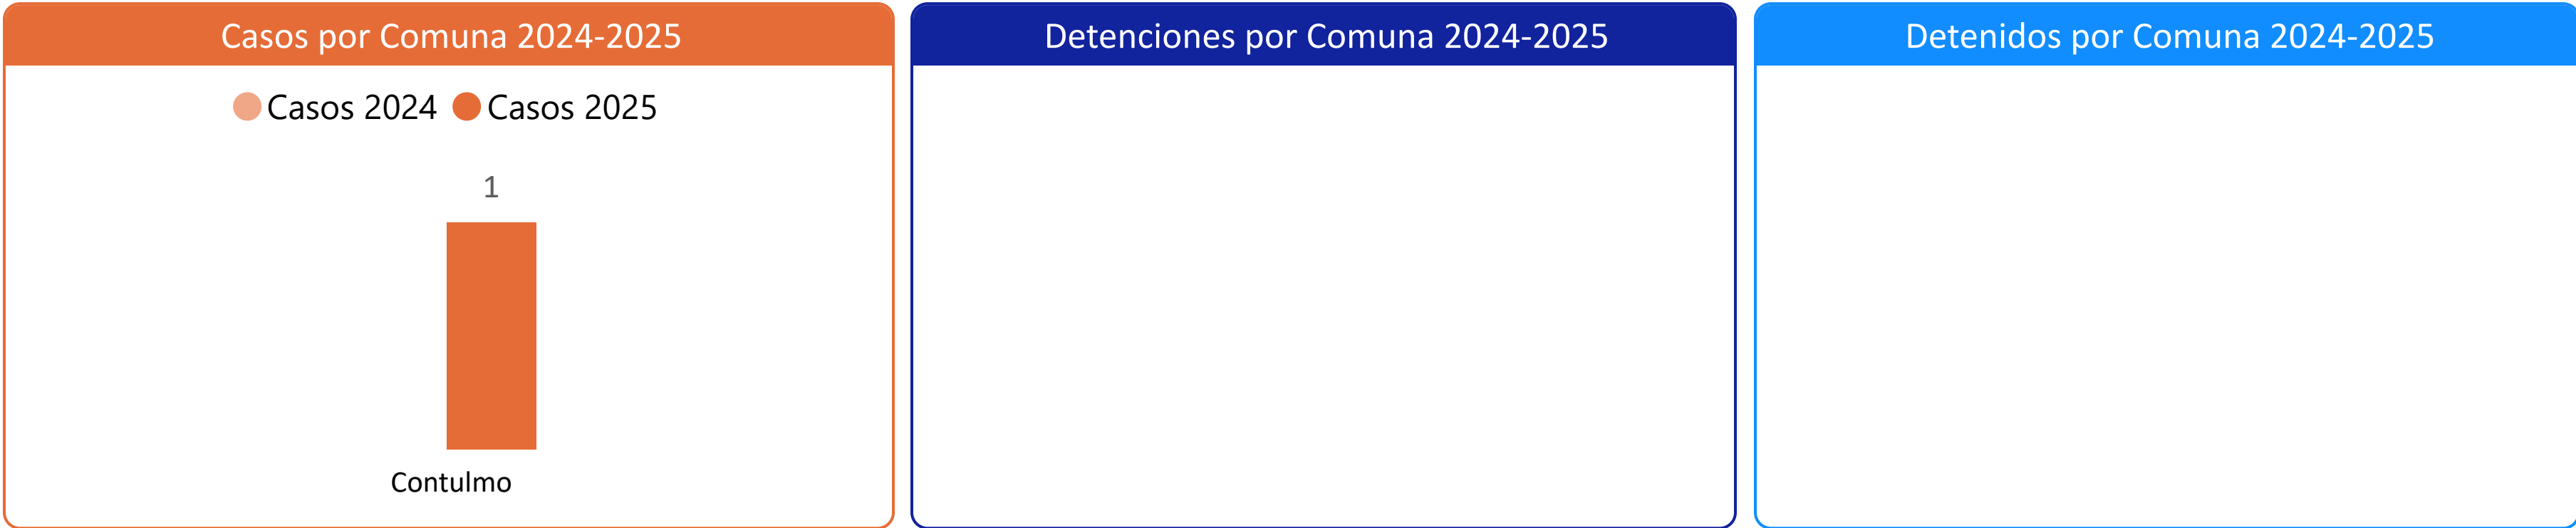 Casos por Comuna 2024-2025
Casos 2024 Casos 2025
1
Contulmo
Detenciones por Comuna 2024-2025
Detenidos por Comuna 2024-2025